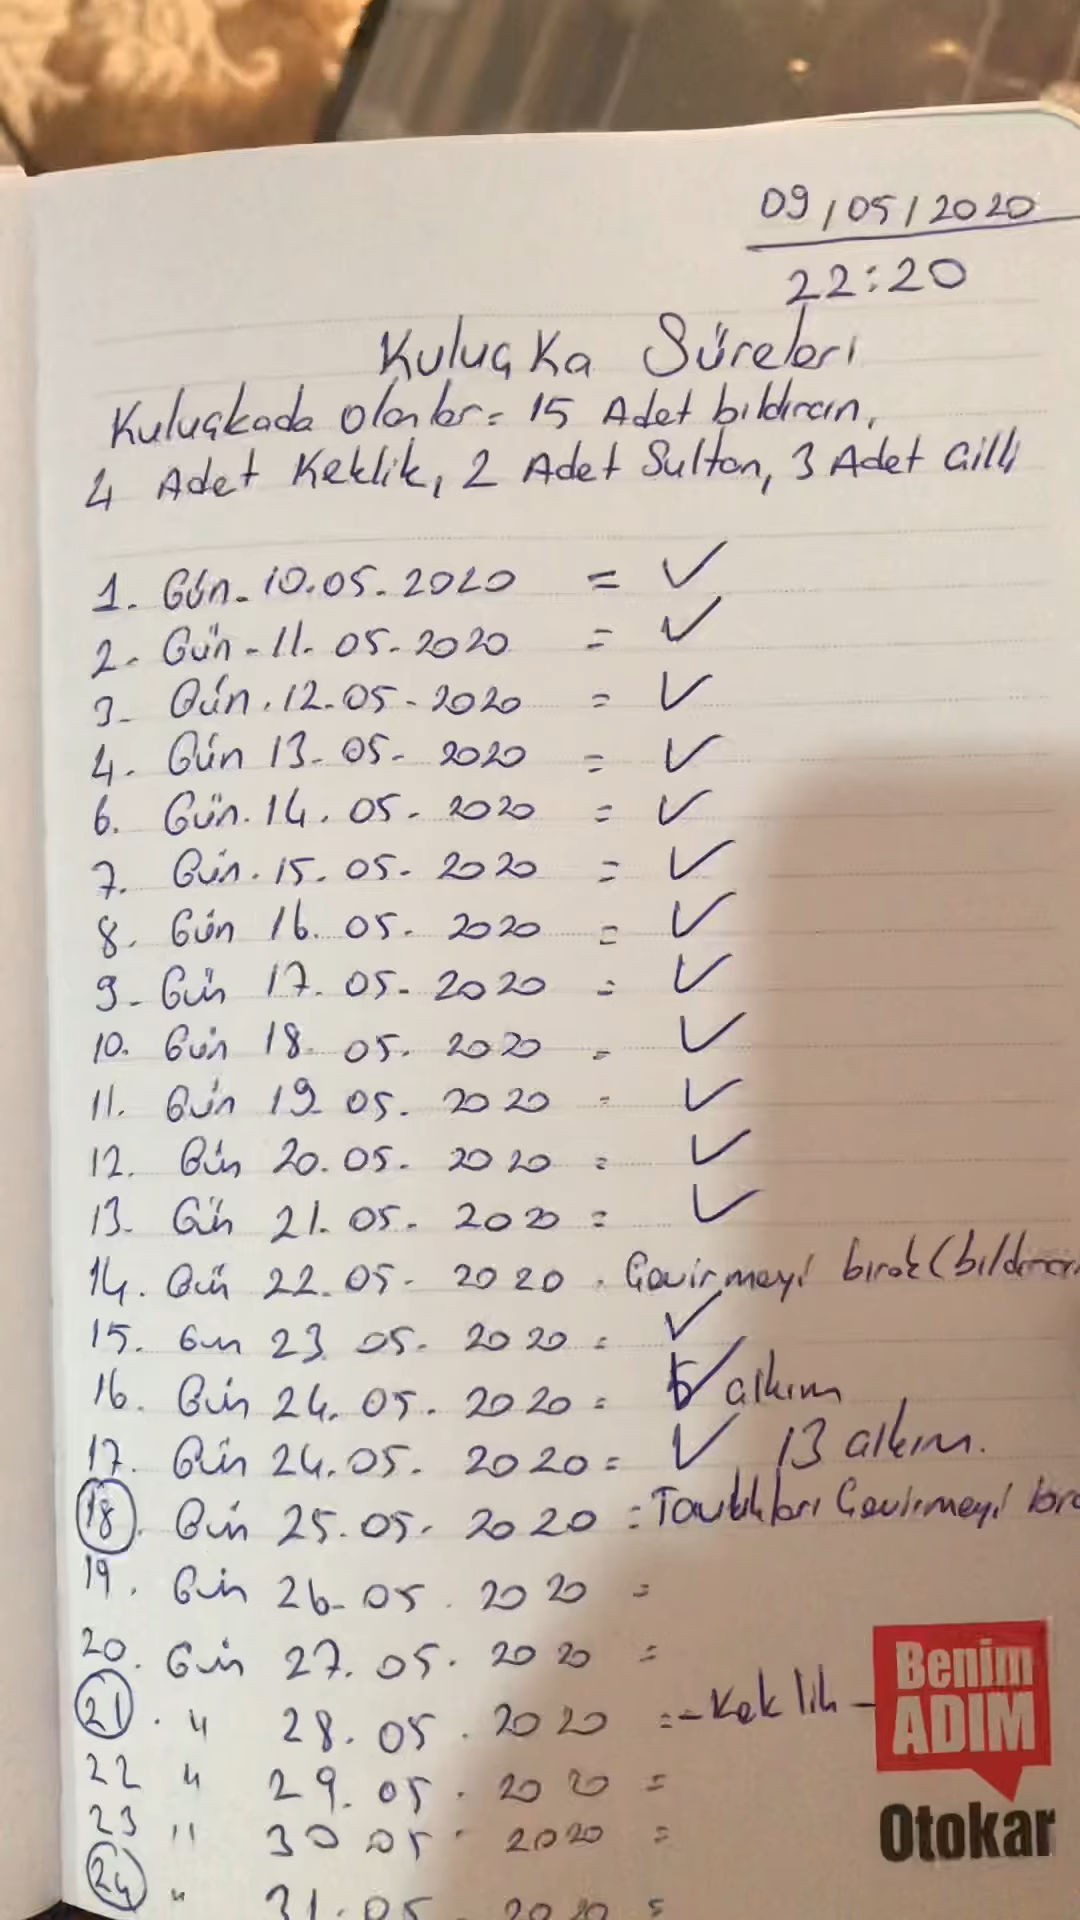 09/05/2020
22:20
Kuluçka Süreleri
Kuluçkada olanlar = 15 Adet bıldırcın,
4 Adet Keklik, 2 Adet Sultan, 3 Adet Gıllı
1. Gün - 10.05.2020 = ✓
2- Gün - 11. 05-2020 = ✓
3- Gün. 12.05-2020 = ✓
4. Gün 13-05-2020 = ✓
6. Gün. 14.05-2020 = ✓
7. Gün. 15.05-2020 = ✓
8. Gün 16.05.2020 = ✓
9- Gün 17.05-2020 = ✓
10. Gün 18.05.2020 = ✓
11. Gün 19.05.2020 = ✓
12. Gün 20.05.2020 = ✓
13- Gün 21.05-2020 = ✓
14. Gün 22.05-2020. Çevirmeyi bırak (bıldırcın
15. Gün 23.05-2020 = ✓
16. Gün 24.05.2020 = ✓ alkım
17. Gün 24.05.2020 = ✓ 13 alkım.
18. Gün 25.05.2020 = Tavukları Çevirmeyi bıra
19. Gün 26-05.2020 =
20. Gün 27.05.2020 =
21. " 28.05.2020 = - Keklik -
22 " 29.05.2020 =
23 " 30 05 2020 =
24 " 31.05.2020 =
Benim
ADIM
Otokar